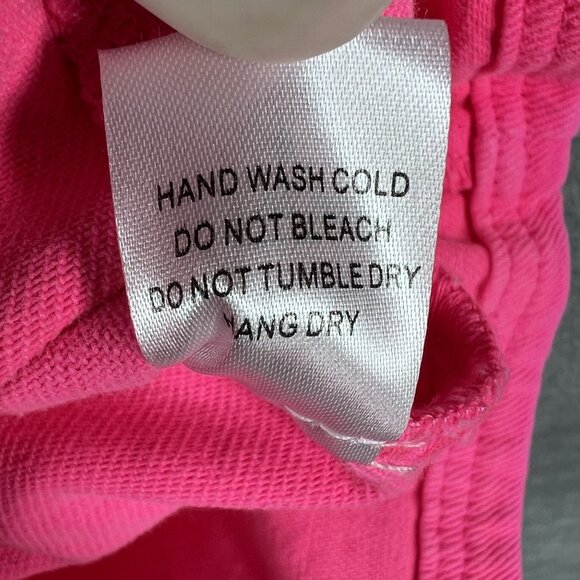 HAND WASH COLD
DO NOT BLEACH
DO NOT TUMBLE DRY
HANG DRY